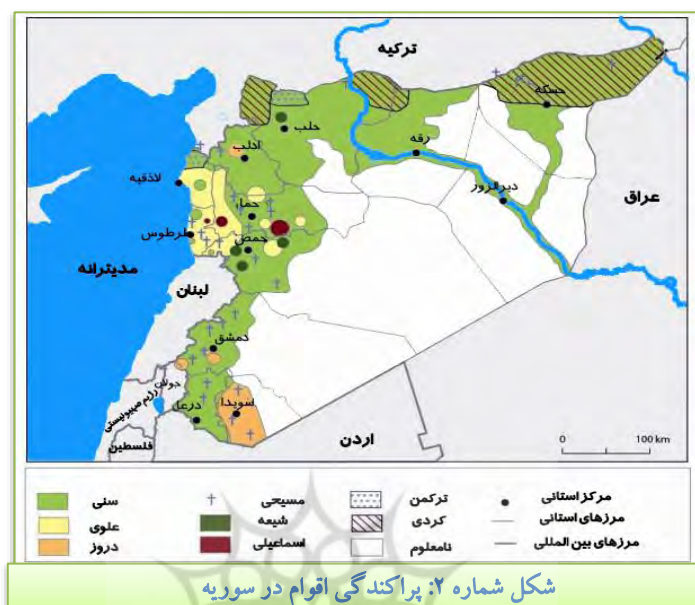 ترکیه
حسکه
حلب
ادلب
رقه
لاذقیه
دیرالزور
عراق
حما
طرطوس
حمص
مدیترانه
لبنان
دمشق
جولان
رژیم صهیونیستی
درعا
سویدا
فلسطین
اردن
0 100 km
سنی
مسیحی
ترکمن
مرکز استانی
علوی
شیعه
کردی
مرزهای استانی
دروز
اسماعیلی
نامعلوم
مرزهای بین المللی
شکل شماره ۲: پراکندگی اقوام در سوریه